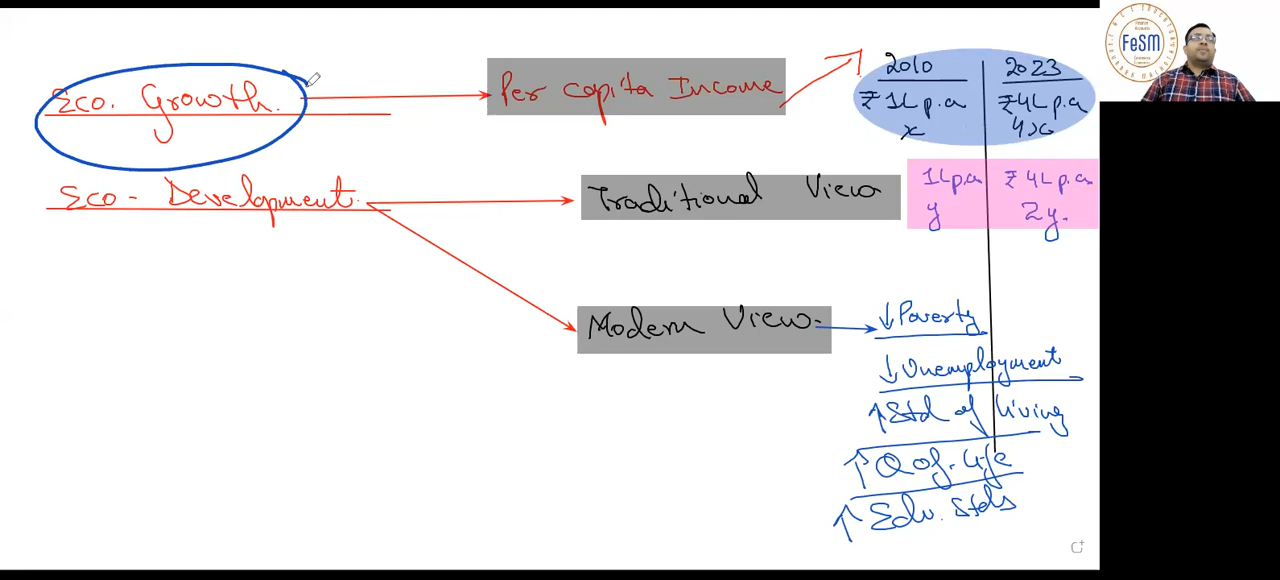 Eco. Growth.
Per capita Income
2010
2023
₹1L p.a
₹4L p.a
x
4x
Eco - Development.
Traditional View
1L p.a
₹4L p.a
y
2y.
Modern View.
↓ Poverty
↓ Unemployment
↑ Std of living
↑ Q of. Life
↑ Edu. Stds
FeSM